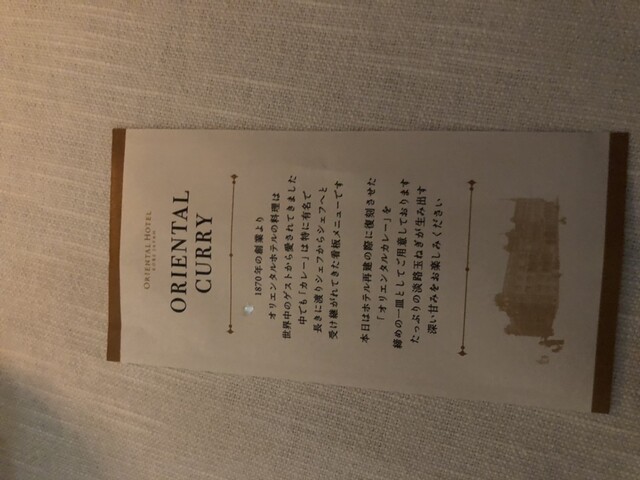 ORIENTAL HOTEL
KOBE JAPAN
ORIENTAL
CURRY
1870年の創業より
オリエンタルホテルの料理は
世界中のゲストから愛されてきました
中でも「カレー」は特に有名で
長きに渡りシェフからシェフへと
受け継がれてきた看板メニューです
本日はホテル再建の際に復刻させた
「オリエンタルカレー」を
締めの一皿としてご用意しております
たっぷりの淡路玉ねぎが生み出す
深い甘みをお楽しみください